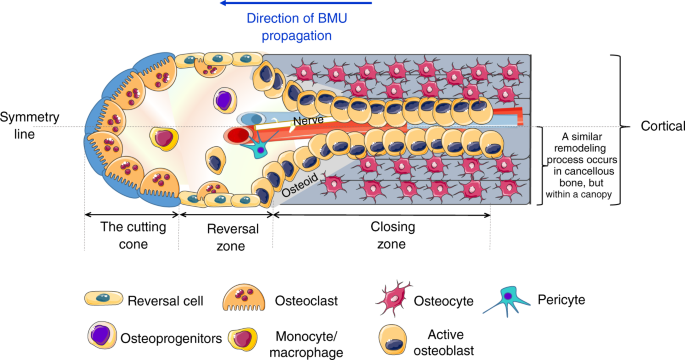 Direction of BMU
propagation
Symmetry
line
Nerve
Osteoid
Cortical
A similar
remodeling
process occurs
in cancellous
bone, but
within a canopy
The cutting
cone
Reversal
zone
Closing
zone
Reversal cell
Osteoclast
Osteocyte
Pericyte
Osteoprogenitors
Monocyte/
macrophage
Active
osteoblast